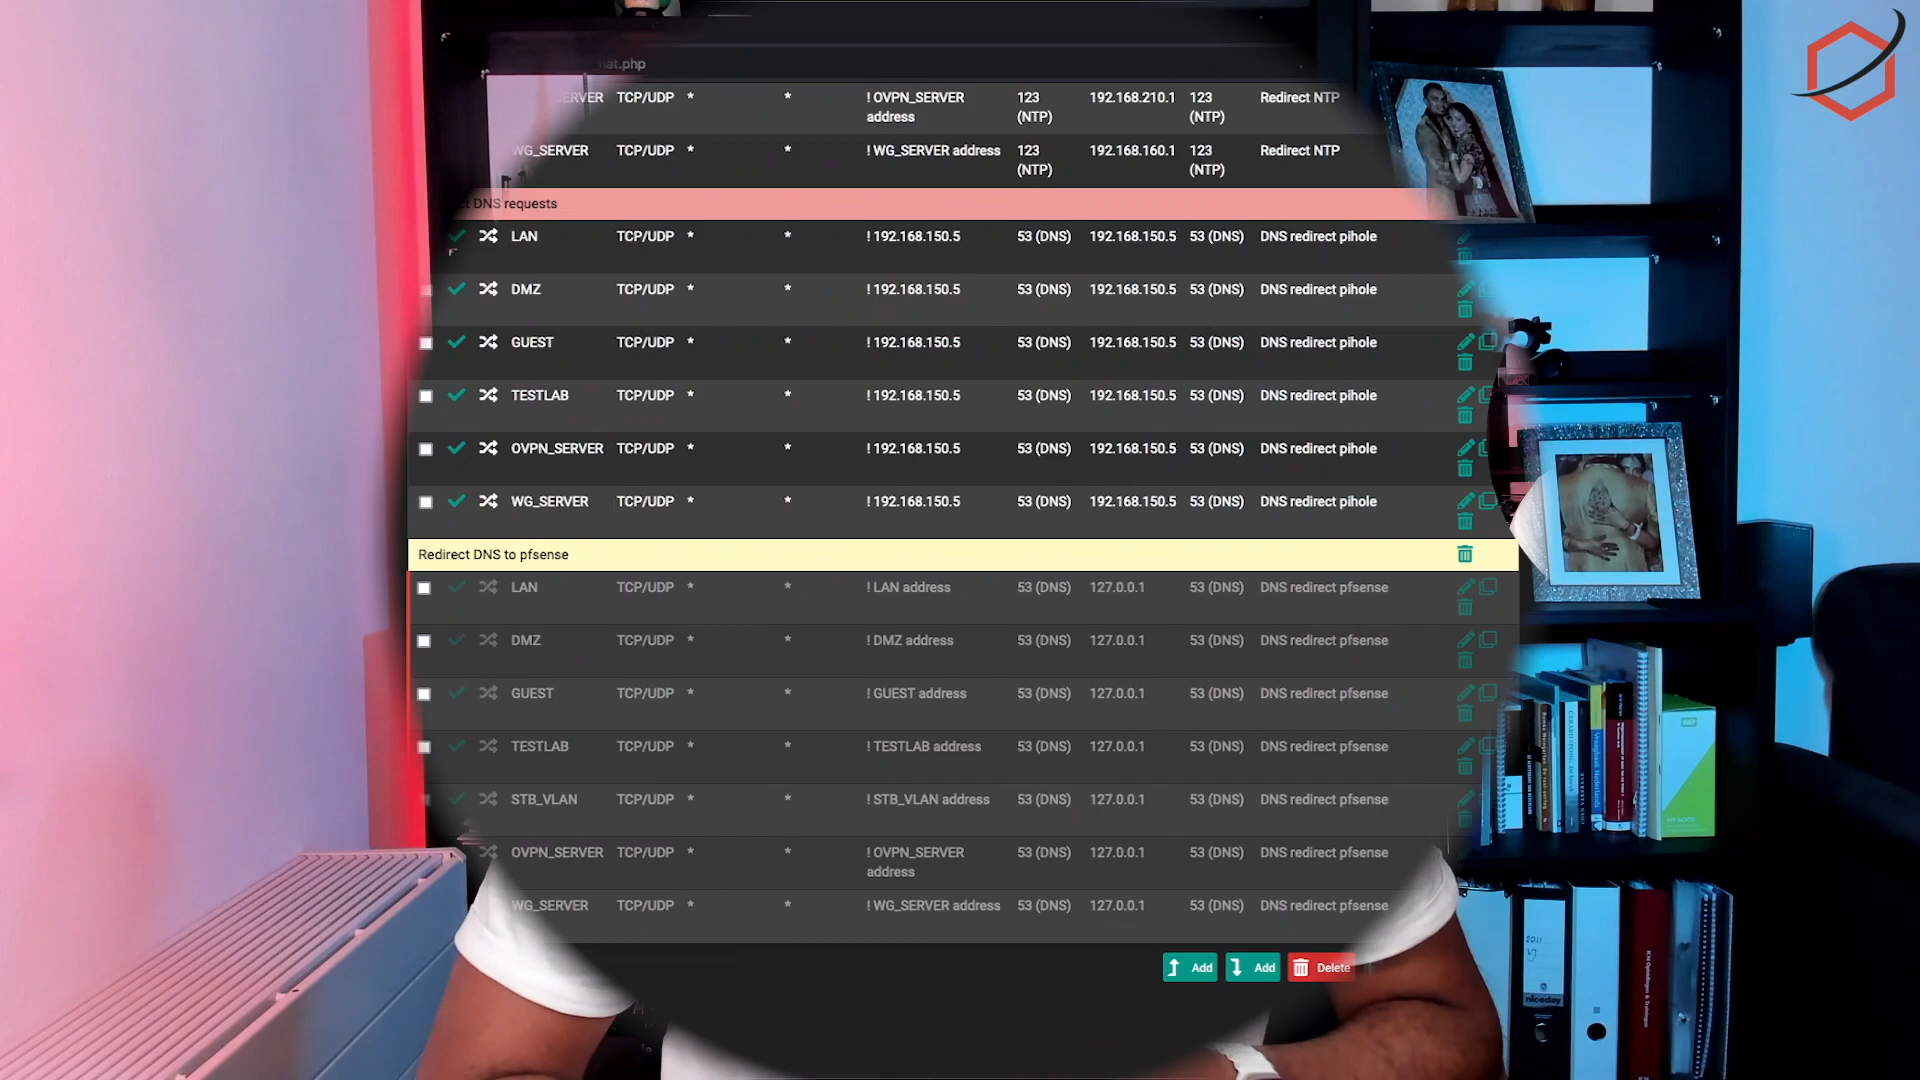 nat.php
ERVER TCP/UDP * * ! OVPN_SERVER address 123 (NTP) 192.168.210.1 123 (NTP) Redirect NTP
WG_SERVER TCP/UDP * * ! WG_SERVER address 123 (NTP) 192.168.160.1 123 (NTP) Redirect NTP
DNS requests
LAN TCP/UDP * * ! 192.168.150.5 53 (DNS) 192.168.150.5 53 (DNS) DNS redirect pihole
DMZ TCP/UDP * * ! 192.168.150.5 53 (DNS) 192.168.150.5 53 (DNS) DNS redirect pihole
GUEST TCP/UDP * * ! 192.168.150.5 53 (DNS) 192.168.150.5 53 (DNS) DNS redirect pihole
TESTLAB TCP/UDP * * ! 192.168.150.5 53 (DNS) 192.168.150.5 53 (DNS) DNS redirect pihole
OVPN_SERVER TCP/UDP * * ! 192.168.150.5 53 (DNS) 192.168.150.5 53 (DNS) DNS redirect pihole
WG_SERVER TCP/UDP * * ! 192.168.150.5 53 (DNS) 192.168.150.5 53 (DNS) DNS redirect pihole
Redirect DNS to pfsense
LAN TCP/UDP * * ! LAN address 53 (DNS) 127.0.0.1 53 (DNS) DNS redirect pfsense
DMZ TCP/UDP * * ! DMZ address 53 (DNS) 127.0.0.1 53 (DNS) DNS redirect pfsense
GUEST TCP/UDP * * ! GUEST address 53 (DNS) 127.0.0.1 53 (DNS) DNS redirect pfsense
TESTLAB TCP/UDP * * ! TESTLAB address 53 (DNS) 127.0.0.1 53 (DNS) DNS redirect pfsense
STB_VLAN TCP/UDP * * ! STB_VLAN address 53 (DNS) 127.0.0.1 53 (DNS) DNS redirect pfsense
OVPN_SERVER TCP/UDP * * ! OVPN_SERVER address 53 (DNS) 127.0.0.1 53 (DNS) DNS redirect pfsense
WG_SERVER TCP/UDP * * ! WG_SERVER address 53 (DNS) 127.0.0.1 53 (DNS) DNS redirect pfsense
Add Add Delete
2011
niceday